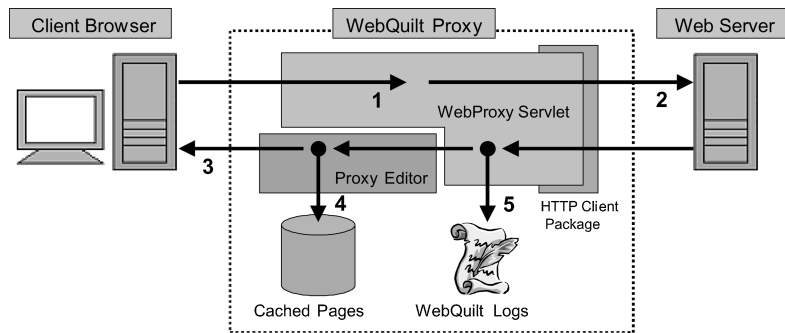 Client Browser
WebQuilt Proxy
Web Server
1
2
WebProxy Servlet
3
Proxy Editor
4
5
HTTP Client
Package
Cached Pages
WebQuilt Logs